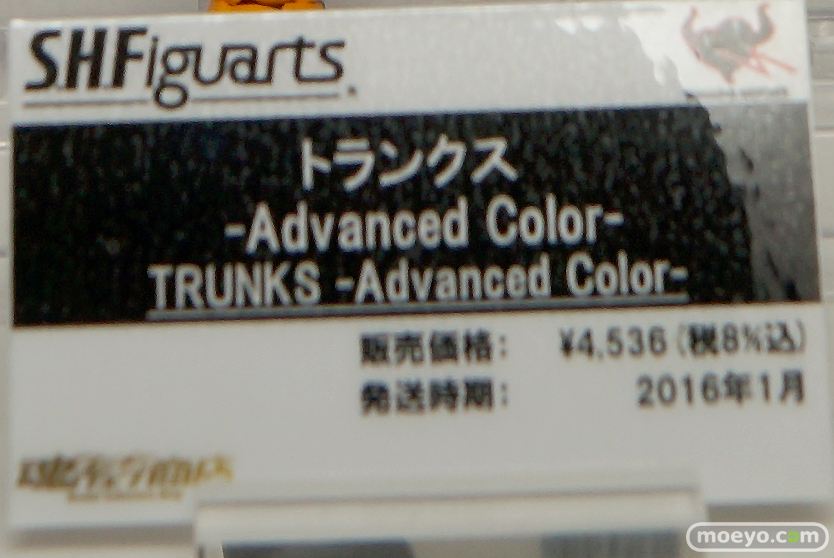 S.H.Figuarts
トランクス
-Advanced Color-
TRUNKS -Advanced Color-
販売価格: ¥4,536(税8%込)
発送時期: 2016年1月
moeyo.com